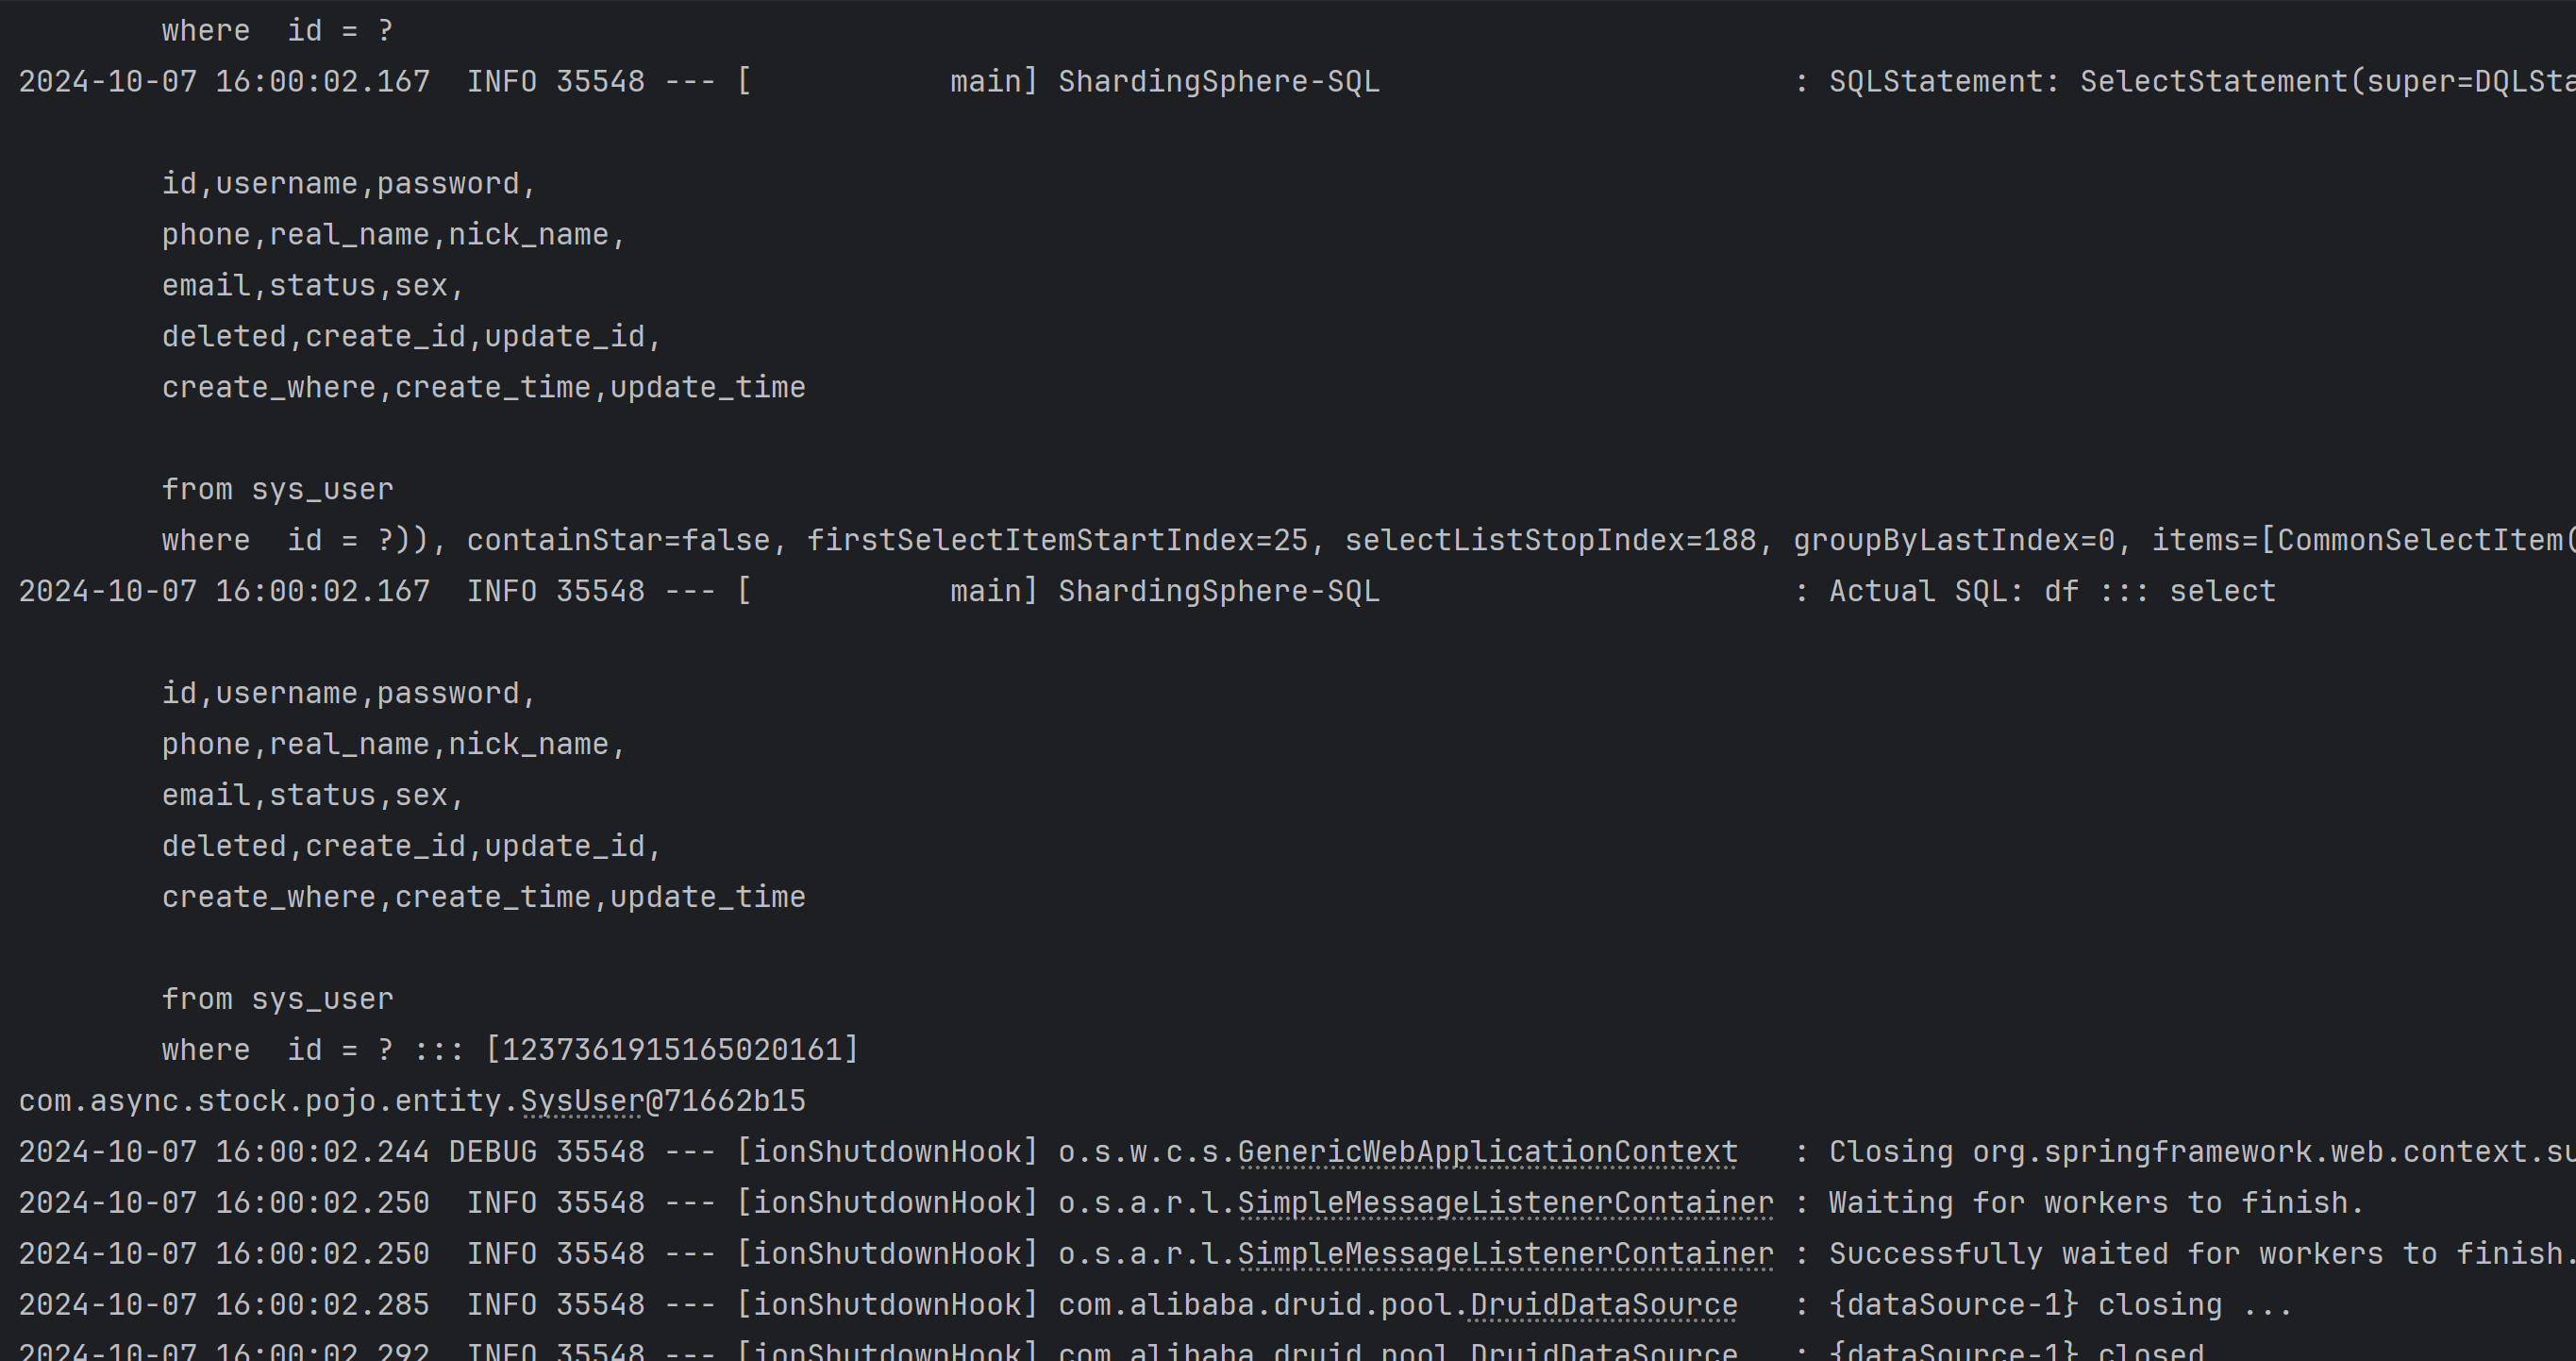 where  id = ?
2024-10-07 16:00:02.167  INFO 35548 --- [           main] ShardingSphere-SQL                       : SQLStatement: SelectStatement(super=DQLSta
id,username,password,
phone,real_name,nick_name,
email,status,sex,
deleted,create_id,update_id,
create_where,create_time,update_time
from sys_user
where  id = ?)), containStar=false, firstSelectItemStartIndex=25, selectListStopIndex=188, groupByLastIndex=0, items=[CommonSelectItem(
2024-10-07 16:00:02.167  INFO 35548 --- [           main] ShardingSphere-SQL                       : Actual SQL: df ::: select
id,username,password,
phone,real_name,nick_name,
email,status,sex,
deleted,create_id,update_id,
create_where,create_time,update_time
from sys_user
where  id = ? ::: [1237361915165020161]
com.async.stock.pojo.entity.SysUser@71662b15
2024-10-07 16:00:02.244 DEBUG 35548 --- [ionShutdownHook] o.s.w.c.s.GenericWebApplicationContext   : Closing org.springframework.web.context.su
2024-10-07 16:00:02.250  INFO 35548 --- [ionShutdownHook] o.s.a.r.l.SimpleMessageListenerContainer : Waiting for workers to finish.
2024-10-07 16:00:02.250  INFO 35548 --- [ionShutdownHook] o.s.a.r.l.SimpleMessageListenerContainer : Successfully waited for workers to finish.
2024-10-07 16:00:02.285  INFO 35548 --- [ionShutdownHook] com.alibaba.druid.pool.DruidDataSource   : {dataSource-1} closing ...
2024-10-07 16:00:02.292  INFO 35548 --- [ionShutdownHook] com.alibaba.druid.pool.DruidDataSource   : {dataSource-1} closed